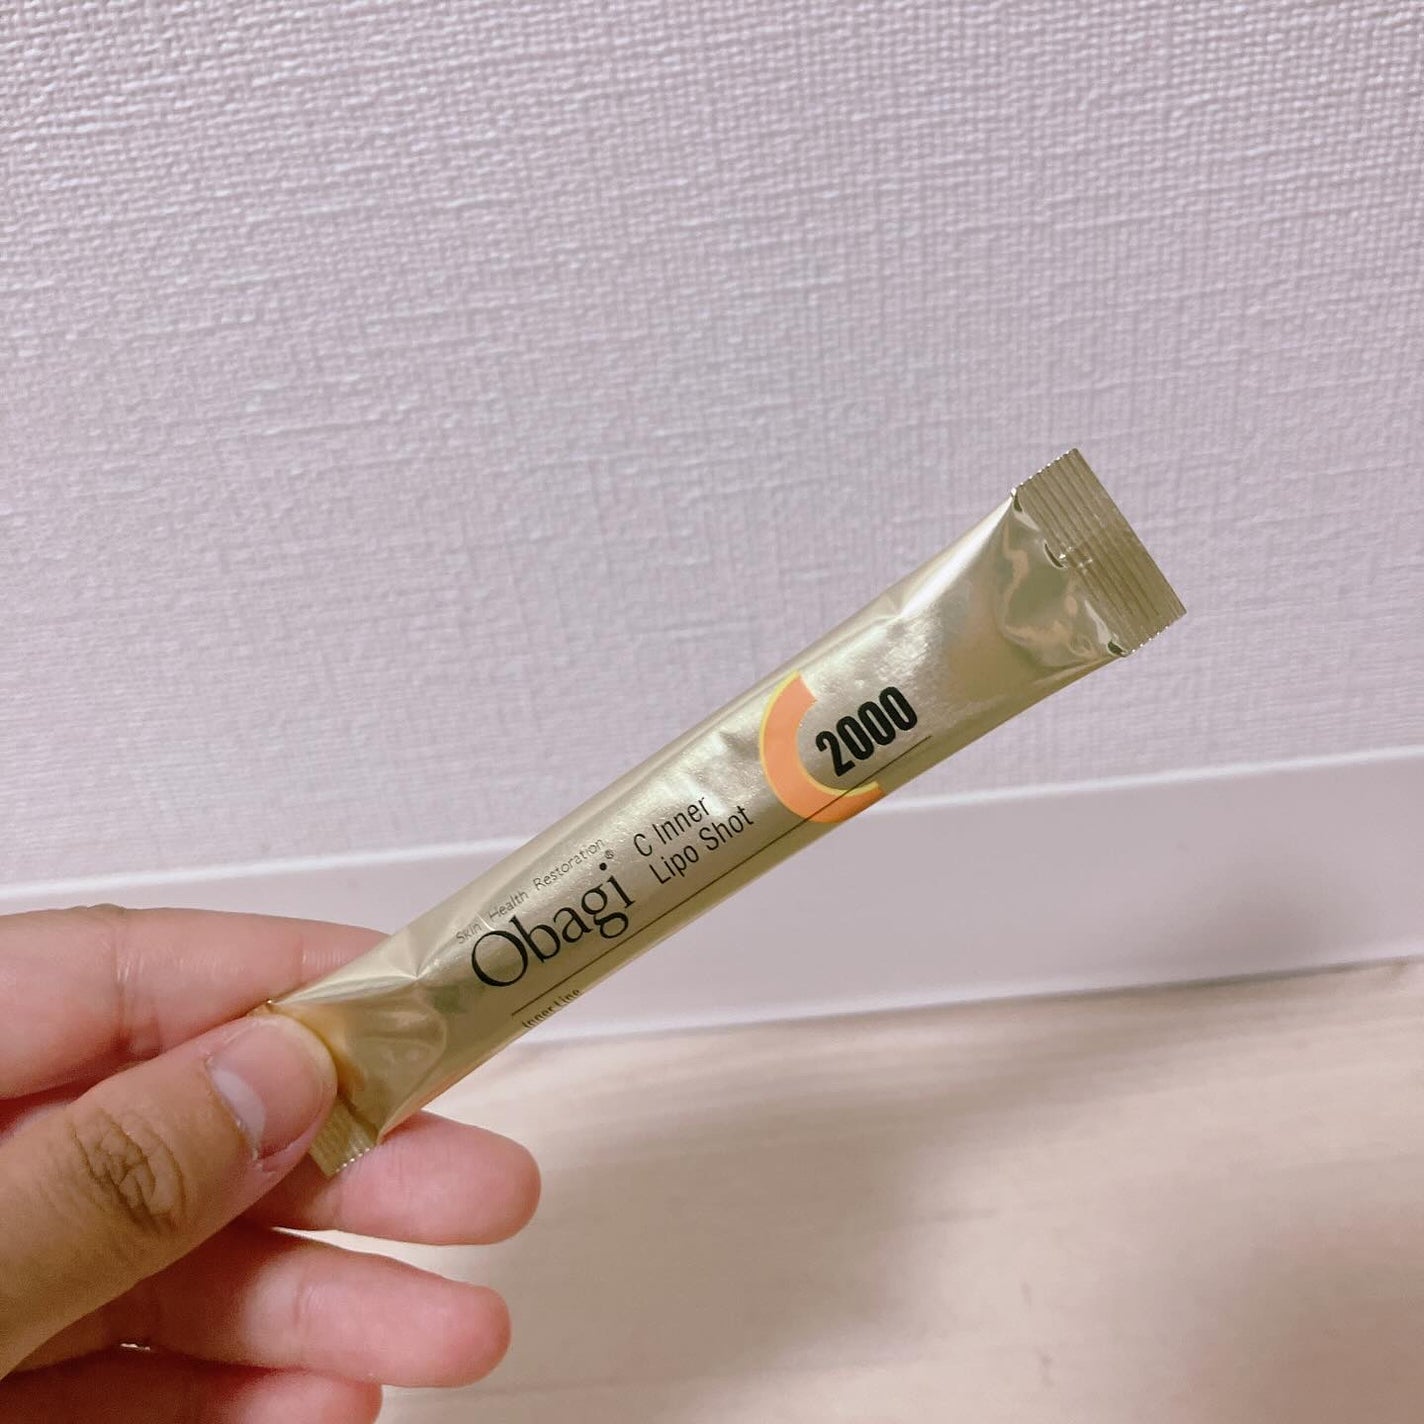 Skin Health Restoration
Obagi®
C Inner
Lipo Shot
C
2000
Inner Line